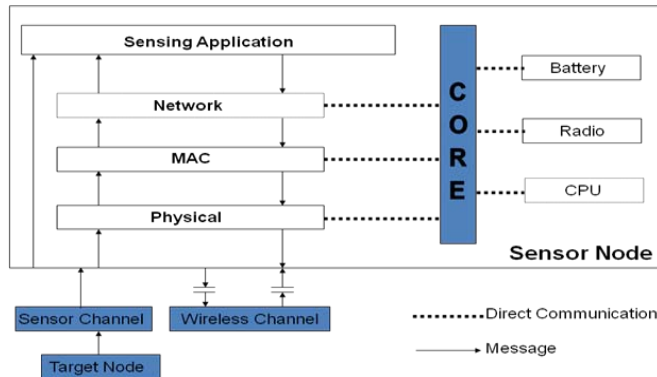 Sensing Application
Network
MAC
Physical
CORE
Battery
Radio
CPU
Sensor Node
Sensor Channel
Wireless Channel
Target Node
Direct Communication
Message